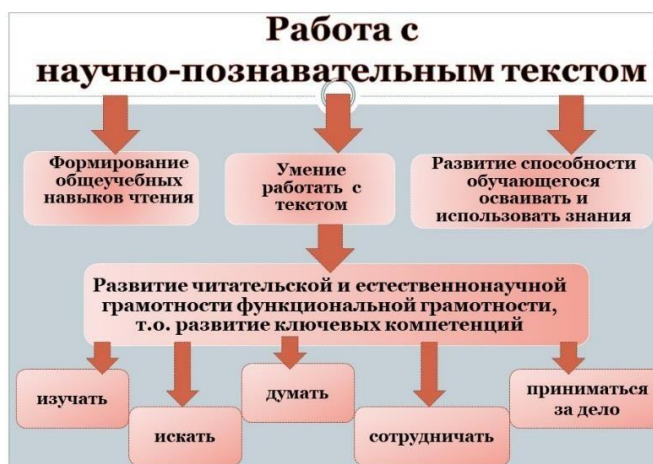 Работа с
научно-познавательным текстом
Формирование
общеучебных
навыков чтения
Умение
работать с
текстом
Развитие способности
обучающегося
осваивать и
использовать знания
Развитие читательской и естественнонаучной
грамотности функциональной грамотности,
т.о. развитие ключевых компетенций
изучать
искать
думать
сотрудничать
приниматься
за дело